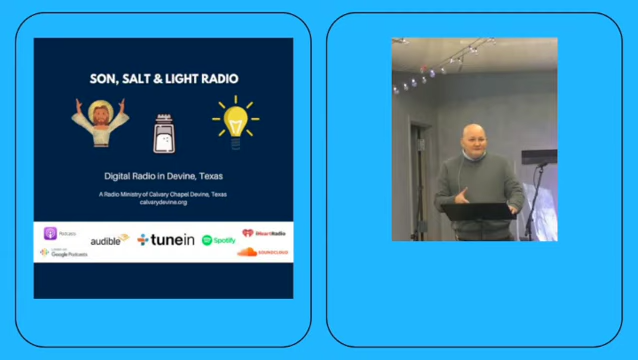 SON, SALT & LIGHT RADIO
Digital Radio in Devine, Texas
A Radio Ministry of Calvary Chapel Devine, Texas
calvarydevine.org
Podcasts
audible
tunein
Spotify
iHeartRadio
Google Podcasts
SOUNDCLOUD